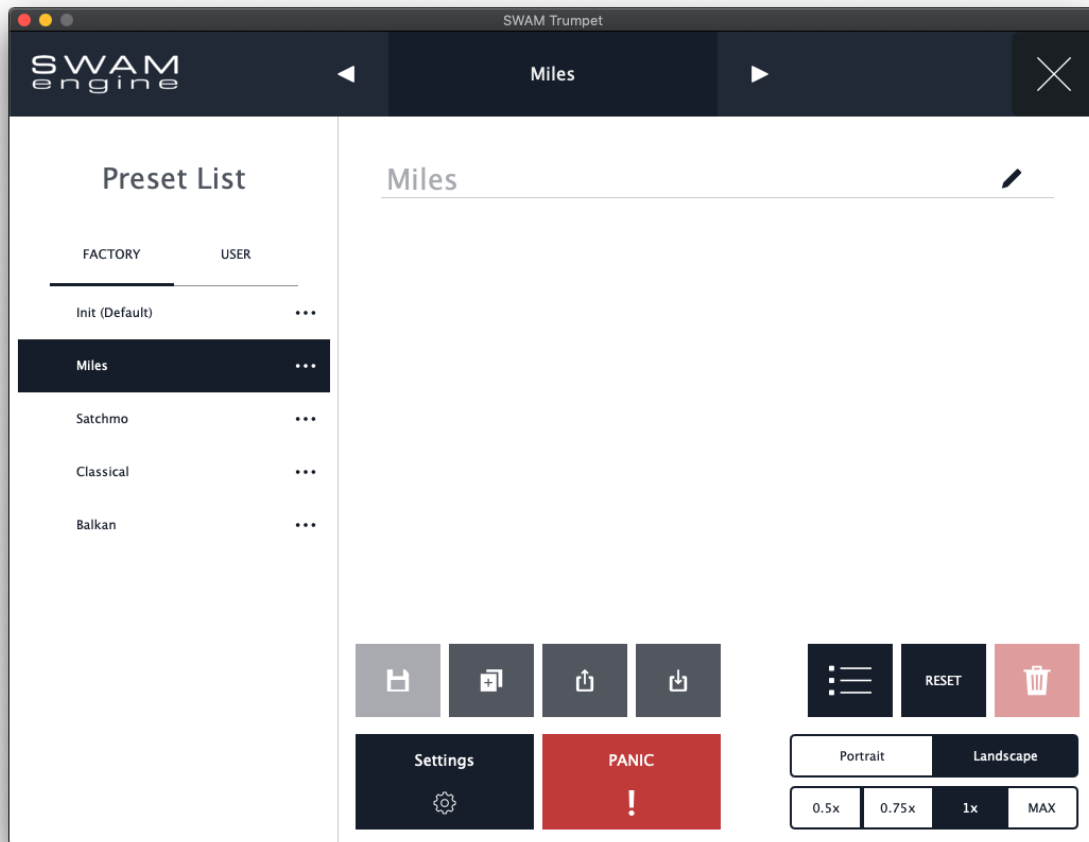 SWAM Trumpet
SWAM
engine
Miles
Preset List
FACTORY USER
Init (Default)
Miles
Satchmo
Classical
Balkan
Miles
RESET
Settings
PANIC
!
Portrait Landscape
0.5x 0.75x 1x MAX